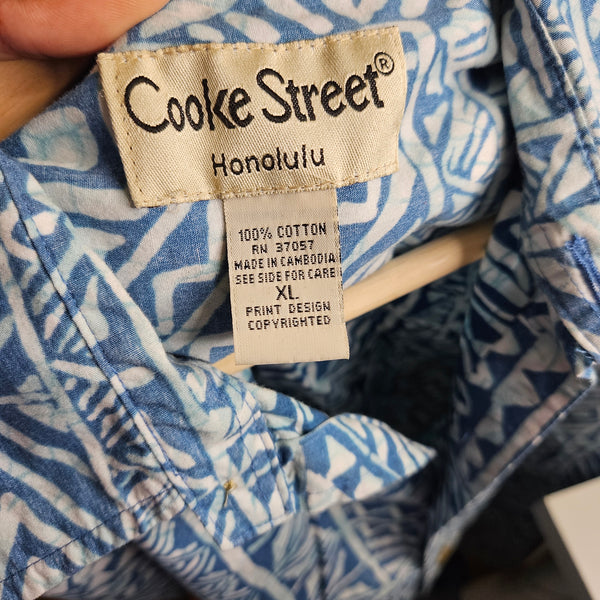 Cooke Street®
Honolulu
100% COTTON
RN 37057
MADE IN CAMBODIA
SEE SIDE FOR CARE
XL
PRINT DESIGN
COPYRIGHTED